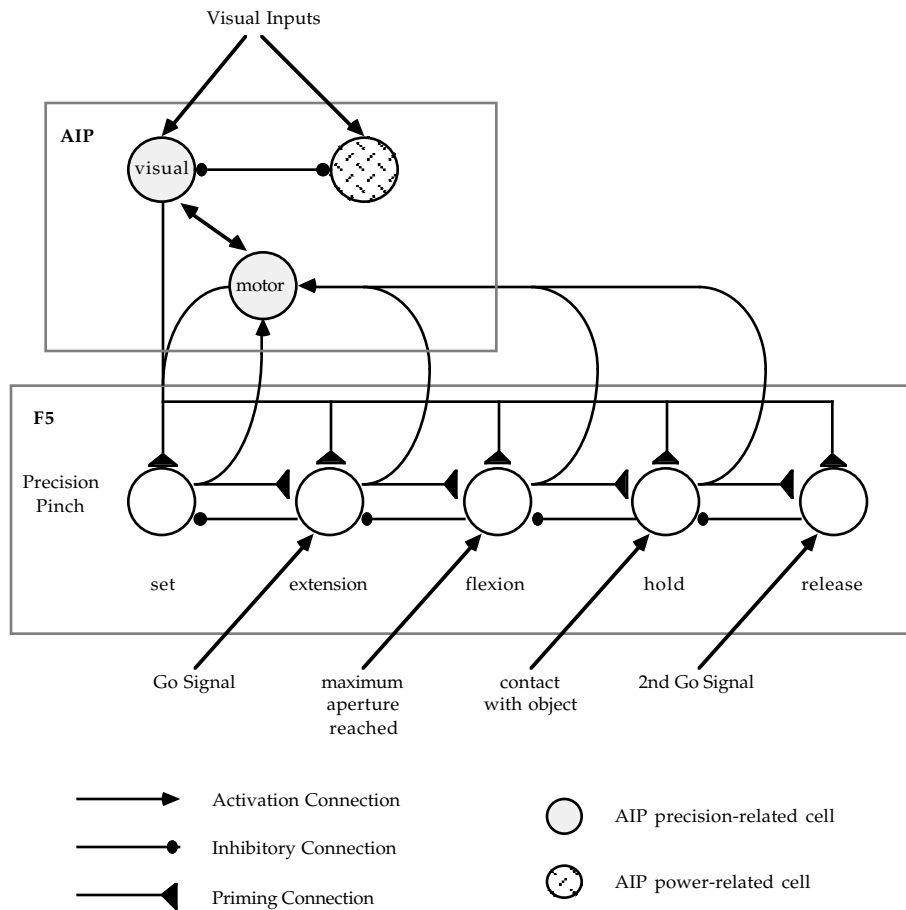 Visual Inputs
AIP
visual
motor
F5
Precision
Pinch
set
extension
flexion
hold
release
Go Signal
maximum
aperture
reached
contact
with object
2nd Go Signal
Activation Connection
AIP precision-related cell
Inhibitory Connection
AIP power-related cell
Priming Connection